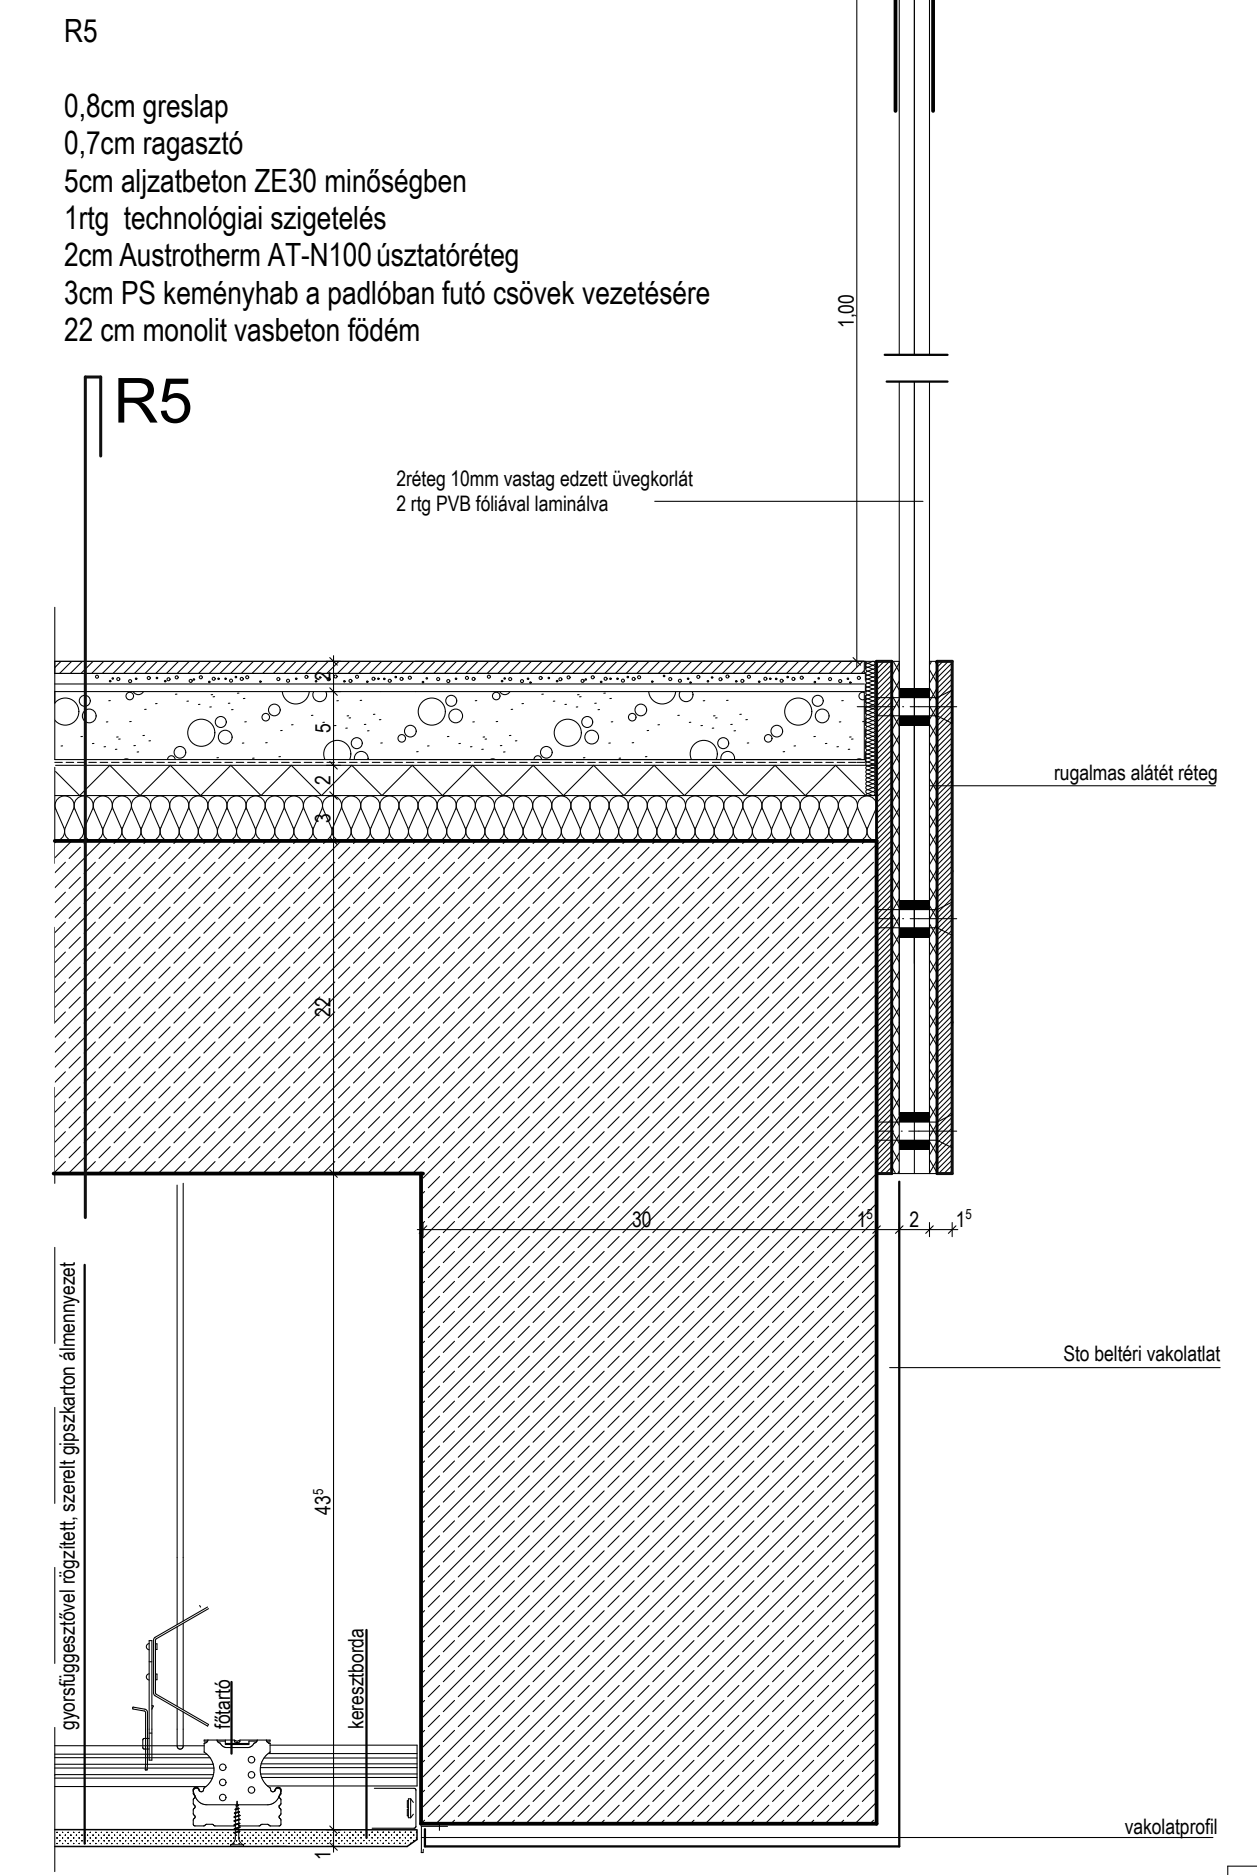 R5
0,8cm greslap
0,7cm ragasztó
5cm aljzatbeton ZE30 minőségben
1rtg technológiai szigetelés
2cm Austrotherm AT-N100 úsztatóréteg
3cm PS keményhab a padlóban futó csövek vezetésére
22 cm monolit vasbeton födém
R5
1,00
2réteg 10mm vastag edzett üvegkorlát
2 rtg PVB fóliával laminálva
2
5
2
3
rugalmas alátét réteg
22
30
1⁵
2
1⁵
Sto beltéri vakolatlat
gyorsfüggesztővel rögzített, szerelt gipszkarton álmennyezet
43⁵
főtartó
keresztborda
vakolatprofil
1